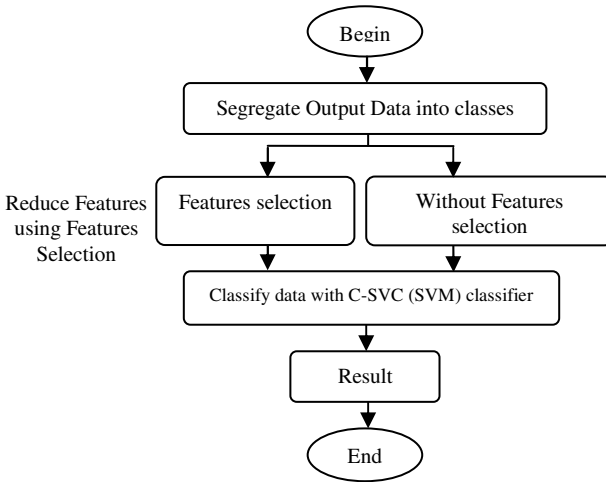 Begin
Segregate Output Data into classes
Reduce Features
using Features
Selection
Features selection
Without Features
selection
Classify data with C-SVC (SVM) classifier
Result
End